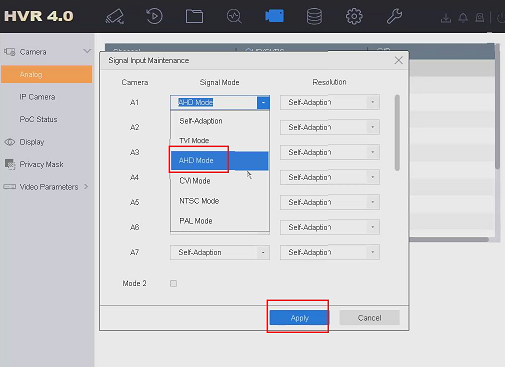 HVR 4.0
Camera
Analog
IP Camera
PoC Status
Display
Privacy Mask
Video Parameters
Signal Input Maintenance
Camera Signal Mode Resolution
A1 AHD Mode Self-Adaption
Self-Adaption
A2 Self-Adaption
TVI Mode
A3 AHD Mode Self-Adaption
A4 CVI Mode Self-Adaption
A5 NTSC Mode Self-Adaption
A6 PAL Mode Self-Adaption
A7 Self-Adaption Self-Adaption
Mode 2
Apply Cancel